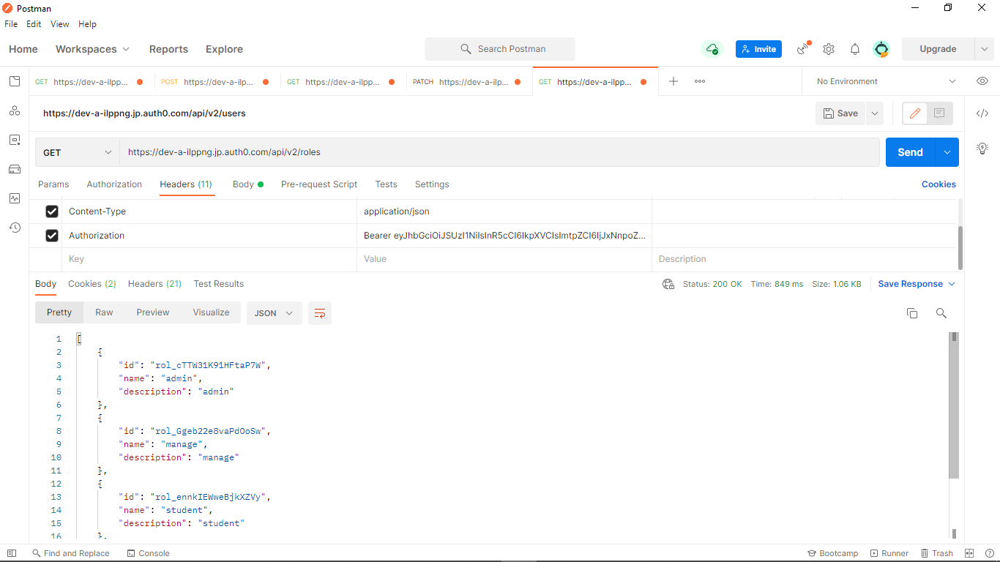 Postman
File Edit View Help
Home Workspaces Reports Explore Search Postman Invite Upgrade
GET https://dev-a-ilpp... POST https://dev-a-ilpp... GET https://dev-a-ilpp... PATCH https://dev-a-ilpp... GET https://dev-a-ilpp... No Environment
https://dev-a-ilppng.jp.auth0.com/api/v2/users Save
GET https://dev-a-ilppng.jp.auth0.com/api/v2/roles Send
Params Authorization Headers (11) Body Pre-request Script Tests Settings Cookies
Content-Type application/json
Authorization Bearer eyJhbGciOiJSUzI1NiIsInR5cCI6IkpXVCIsImtpZCI6IjJxNnpoZ...
Key Value Description
Body Cookies (2) Headers (21) Test Results Status: 200 OK Time: 849 ms Size: 1.06 KB Save Response
Pretty Raw Preview Visualize JSON
1 [
2 {
3 "id": "rol_cTTW31K91HFtaP7W",
4 "name": "admin",
5 "description": "admin"
6 },
7 {
8 "id": "rol_Ggeb22e8vaPdOoSw",
9 "name": "manage",
10 "description": "manage"
11 },
12 {
13 "id": "rol_ennkIEWweBjkXZVy",
14 "name": "student",
15 "description": "student"
16 },
Find and Replace Console Bootcamp Runner Trash